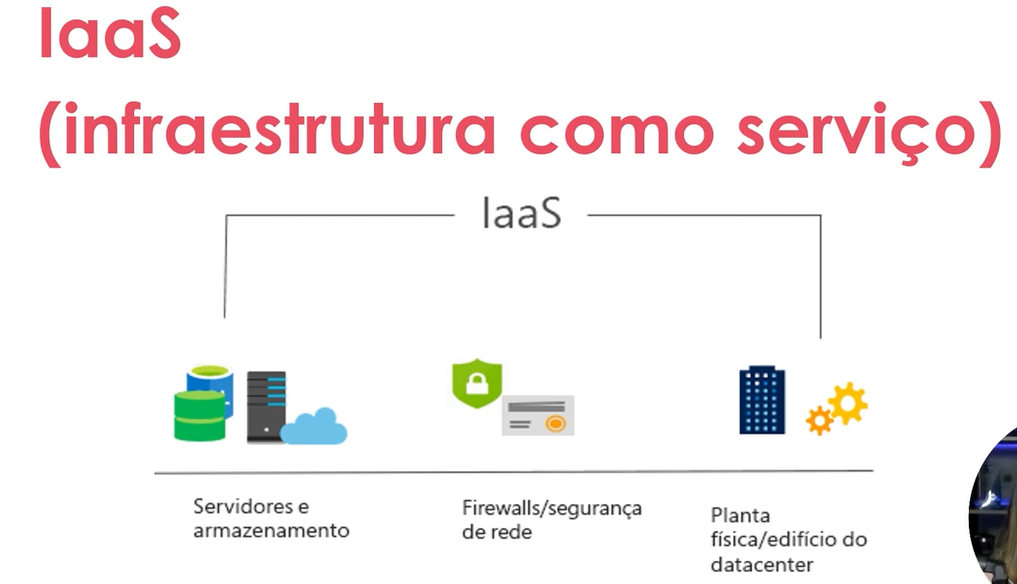 IaaS
(infraestrutura como serviço)
IaaS
Servidores e
armazenamento
Firewalls/segurança
de rede
Planta
física/edifício do
datacenter